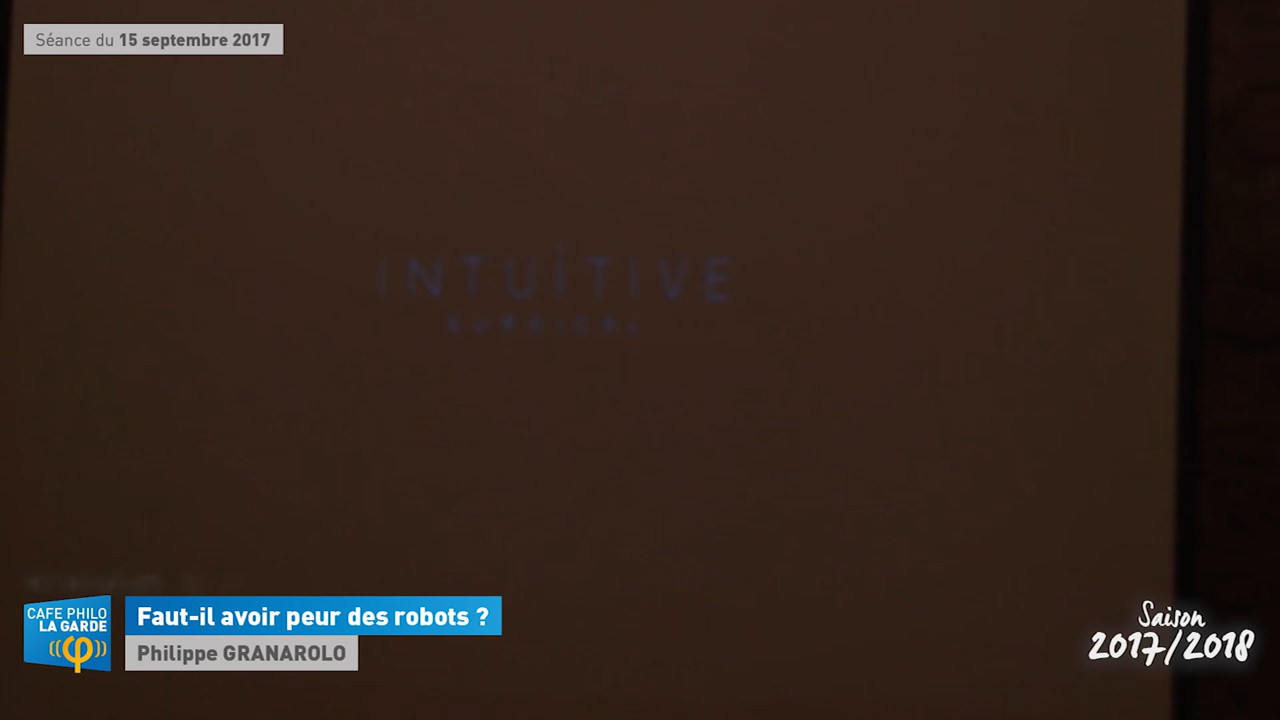 Séance du 15 septembre 2017
INTUITIVE
SURGICAL
CAFE PHILO
LA GARDE
φ
Faut-il avoir peur des robots ?
Philippe GRANAROLO
Saison
2017/2018